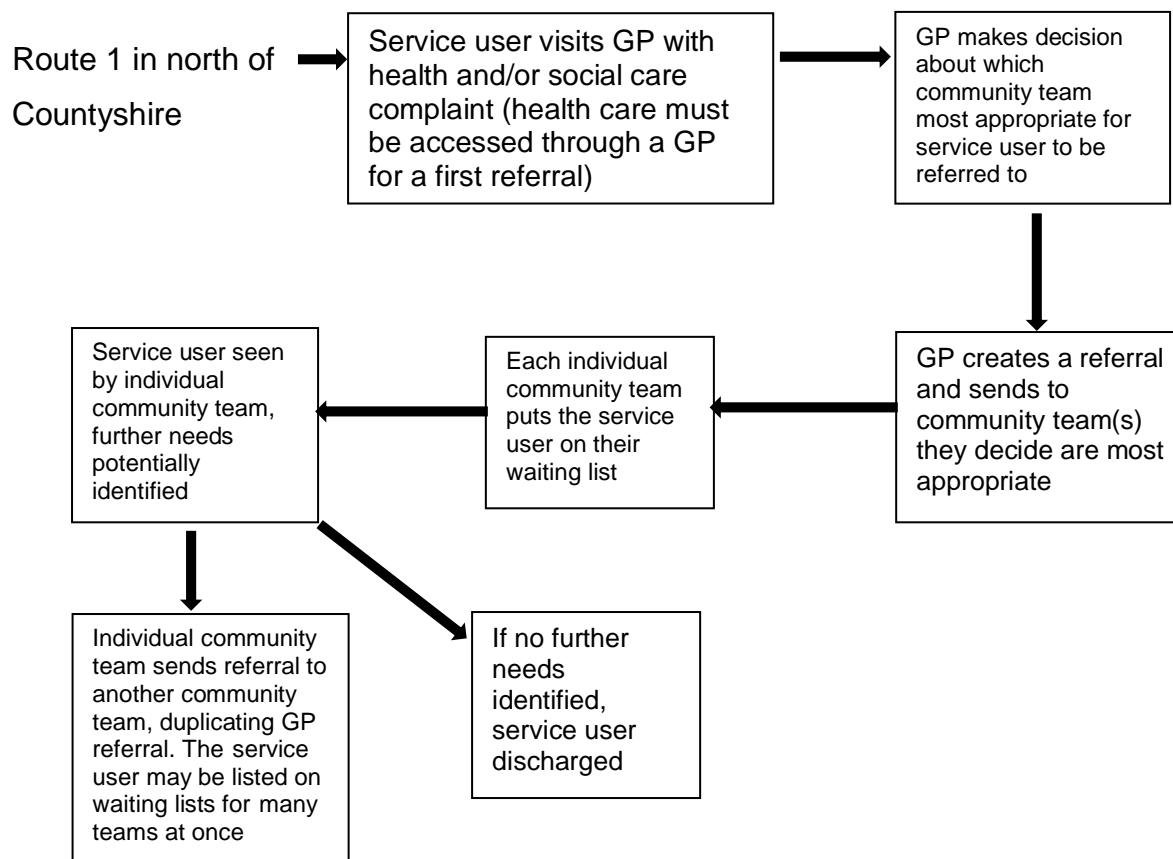 Route 1 in north of
Countyshire
Service user visits GP with
health and/or social care
complaint (health care must
be accessed through a GP
for a first referral)
GP makes decision
about which
community team
most appropriate for
service user to be
referred to
GP creates a referral
and sends to
community team(s)
they decide are most
appropriate
Each individual
community team
puts the service
user on their
waiting list
Service user seen
by individual
community team,
further needs
potentially
identified
Individual community
team sends referral to
another community
team, duplicating GP
referral. The service
user may be listed on
waiting lists for many
teams at once
If no further
needs
identified,
service user
discharged